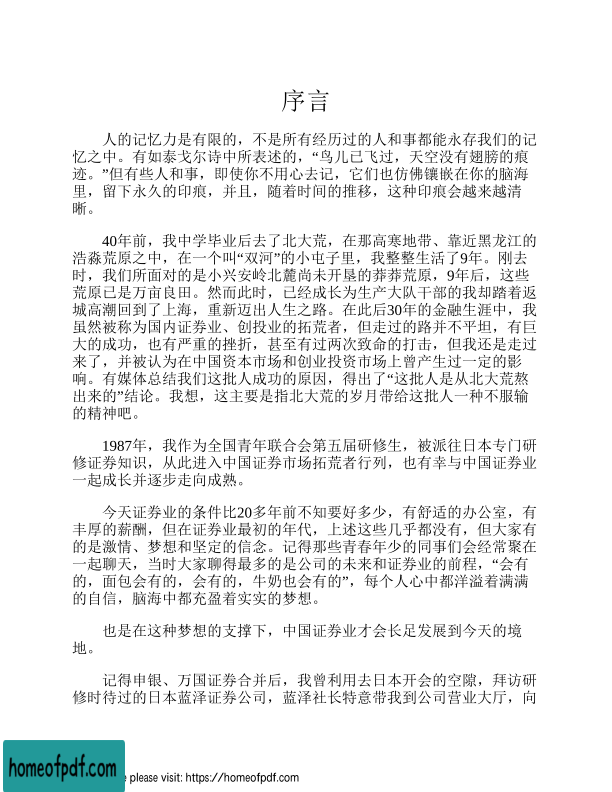 序言
人的记忆力是有限的，不是所有经历过的人和事都能永存我们的记
忆之中。有如泰戈尔诗中所表述的，“鸟儿已飞过，天空没有翅膀的痕
迹。”但有些人和事，即使你不用心去记，它们也仿佛镶嵌在你的脑海
里，留下永久的印痕，并且，随着时间的推移，这种印痕会越来越清
晰。
40年前，我中学毕业后去了北大荒，在那高寒地带、靠近黑龙江的
浩淼荒原之中，在一个叫“双河”的小屯子里，我整整生活了9年。刚去
时，我们所面对的是小兴安岭北麓尚未开垦的莽莽荒原，9年后，这些
荒原已是万亩良田。然而此时，已经成长为生产大队干部的我却踏着返
城高潮回到了上海，重新迈出人生之路。在此后30年的金融生涯中，我
虽然被称为国内证券业、创投业的拓荒者，但走过的路并不平坦，有巨
大的成功，也有严重的挫折，甚至有过两次致命的打击，但我还是走过
来了，并被认为在中国资本市场和创业投资市场上曾产生过一定的影
响。有媒体总结我们这批人成功的原因，得出了“这批人是从北大荒熬
出来的”结论。我想，这主要是指北大荒的岁月带给这批人一种不服输
的精神吧。
1987年，我作为全国青年联合会第五届研修生，被派往日本专门研
修证券知识，从此进入中国证券市场拓荒者行列，也有幸与中国证券业
一起成长并逐步走向成熟。
今天证券业的条件比20多年前不知要好多少，有舒适的办公室，有
丰厚的薪酬，但在证券业最初的年代，上述这些几乎都没有，但大家有
的是激情、梦想和坚定的信念。记得那些青春年少的同事们会经常聚在
一起聊天，当时大家聊得最多的是公司的未来和证券业的前程，“会有
的，面包会有的，会有的，牛奶也会有的”，每个人心中都洋溢着满满
的自信，脑海中都充盈着实实的梦想。
也是在这种梦想的支撑下，中国证券业才会长足发展到今天的境
地。
记得申银、万国证券合并后，我曾利用去日本开会的空隙，拜访研
修时待过的日本蓝泽证券公司，蓝泽社长特意带我到公司营业大厅，向
homeofpdf.com
e please visit: https://homeofpdf.com